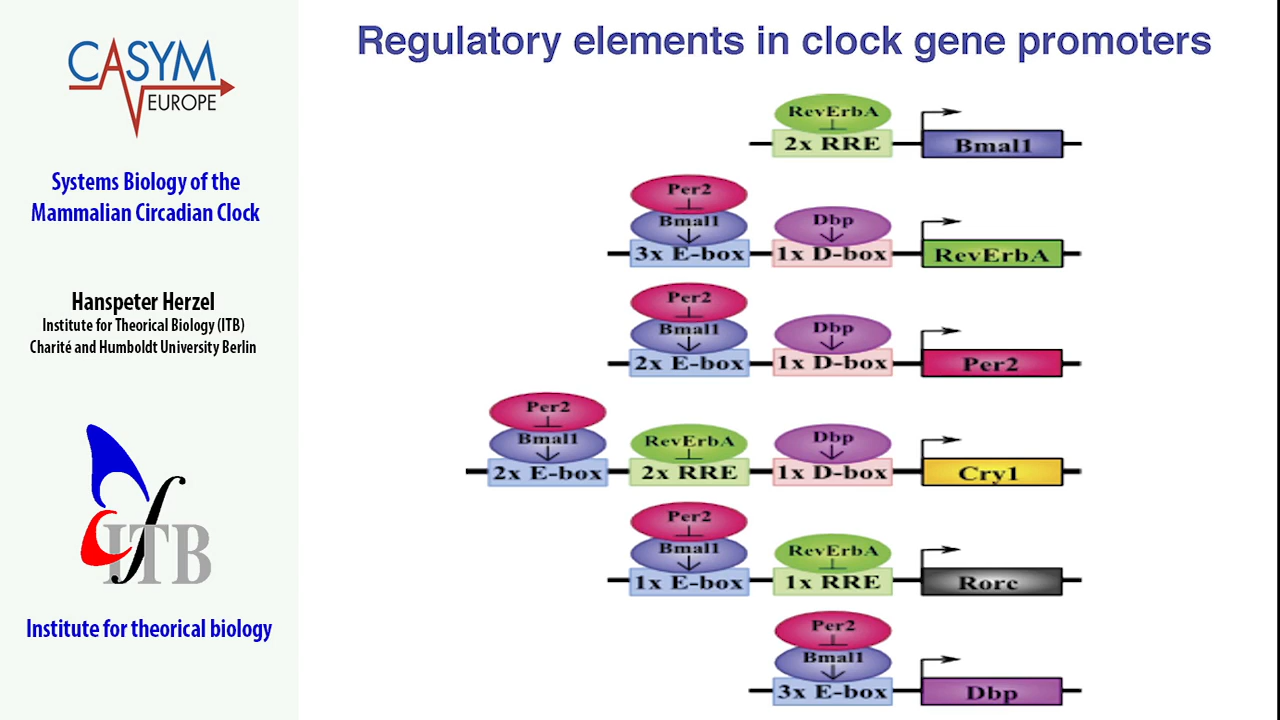 CASYM
EUROPE
Systems Biology of the
Mammalian Circadian Clock
Hanspeter Herzel
Institute for Theorical Biology (ITB)
Charité and Humboldt University Berlin
ITB
Institute for theorical biology
Regulatory elements in clock gene promoters
RevErbA
2x RRE Bmal1
Per2
Bmal1 Dbp
3x E-box 1x D-box RevErbA
Per2
Bmal1 Dbp
2x E-box 1x D-box Per2
Per2
Bmal1 RevErbA Dbp
2x E-box 2x RRE 1x D-box Cry1
Per2
Bmal1 RevErbA
1x E-box 1x RRE Rorc
Per2
Bmal1
3x E-box Dbp